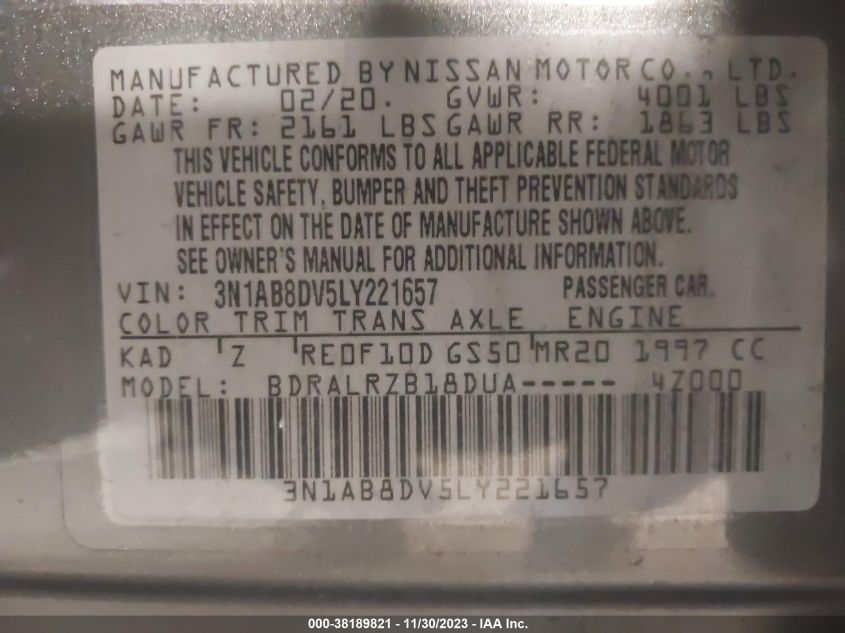 MANUFACTURED BY NISSAN MOTOR CO., LTD.
DATE: 02/20. GVWR: 4001 LBS
GAWR FR: 2161 LBS GAWR RR: 1863 LBS
THIS VEHICLE CONFORMS TO ALL APPLICABLE FEDERAL MOTOR
VEHICLE SAFETY, BUMPER AND THEFT PREVENTION STANDARDS
IN EFFECT ON THE DATE OF MANUFACTURE SHOWN ABOVE.
SEE OWNER'S MANUAL FOR ADDITIONAL INFORMATION.
VIN: 3N1AB8DV5LY221657 PASSENGER CAR.
COLOR TRIM TRANS AXLE ENGINE
KAD Z RE0F10D GS50 MR20 1997 CC
MODEL: BDRALRZB18DUA----- 4Z000
3N1AB8DV5LY221657
000-38189821 - 11/30/2023 - IAA Inc.